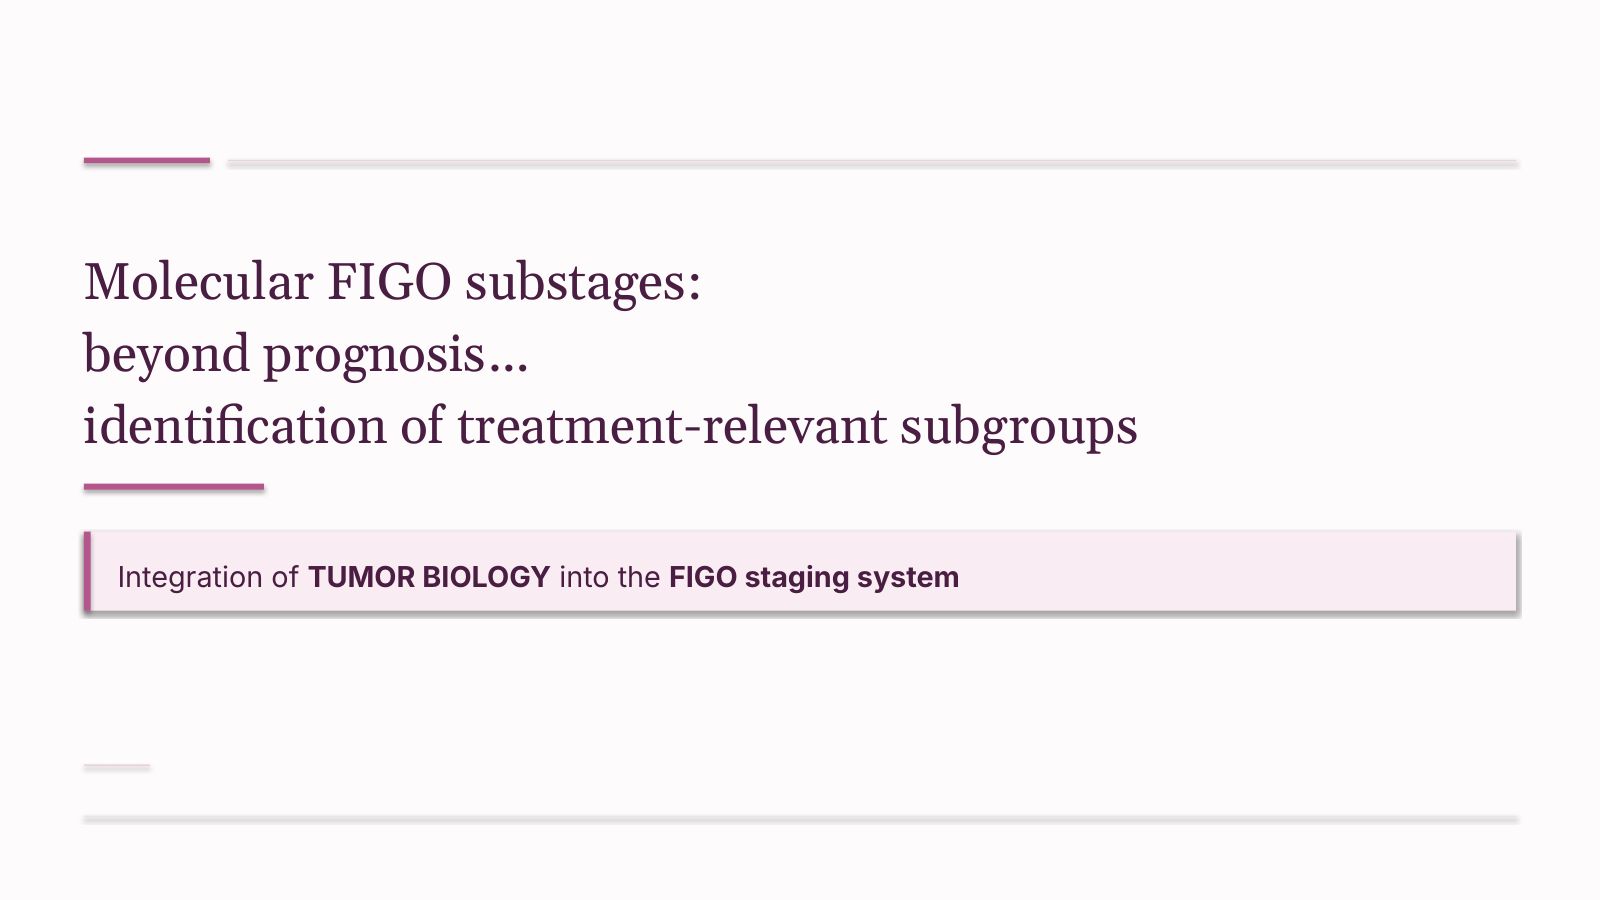 Molecular FIGO substages:
beyond prognosis...
identification of treatment-relevant subgroups
Integration of TUMOR BIOLOGY into the FIGO staging system